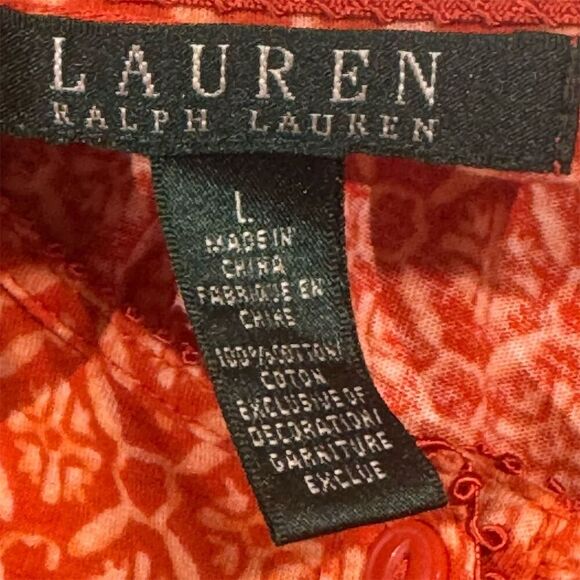 LAUREN
RALPH LAUREN
L
MADE IN
CHINA
FABRIQUE EN
CHINE
100% COTTON/
COTON
EXCLUSIVE OF
DECORATION/
GARNITURE
EXCLUE